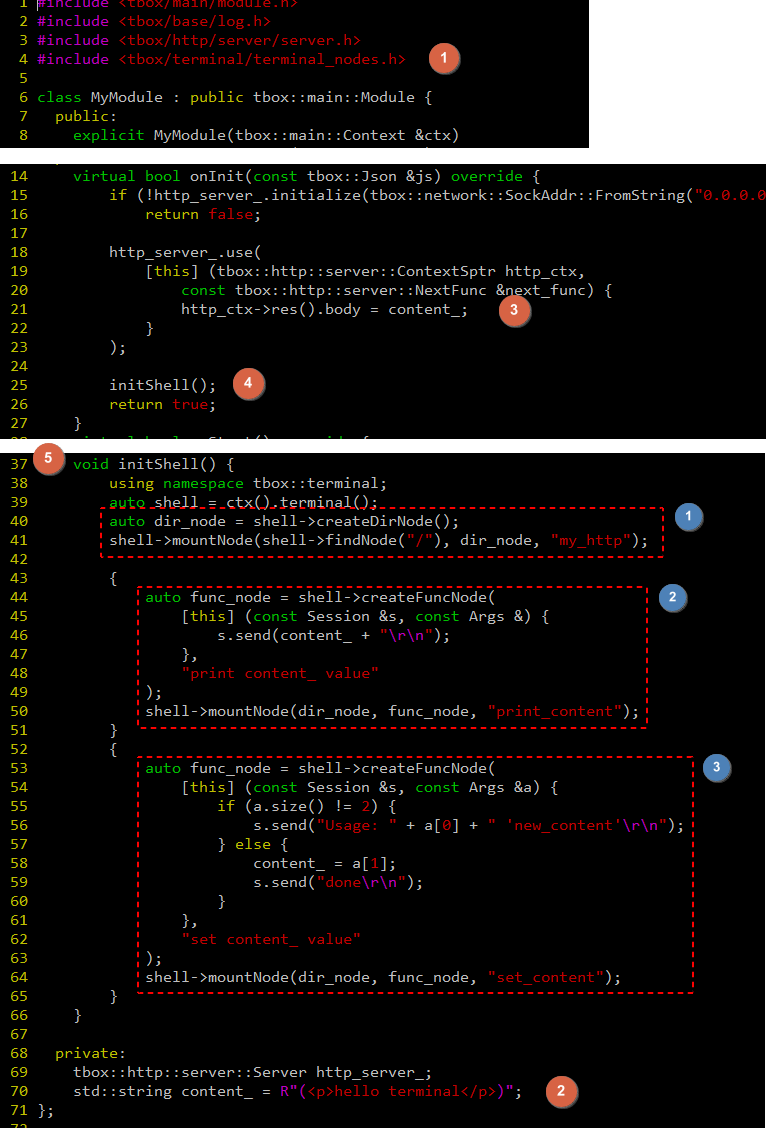 1 #include <tbox/main/module.h>
2 #include <tbox/base/log.h>
3 #include <tbox/http/server/server.h>
4 #include <tbox/terminal/terminal_nodes.h> 1
5
6 class MyModule : public tbox::main::Module {
7   public:
8     explicit MyModule(tbox::main::Context &ctx)
14     virtual bool onInit(const tbox::Json &js) override {
15         if (!http_server_.initialize(tbox::network::SockAddr::FromString("0.0.0.0
16             return false;
17
18         http_server_.use(
19             [this] (tbox::http::server::ContextSptr http_ctx,
20                 const tbox::http::server::NextFunc &next_func) {
21                 http_ctx->res().body = content_; 3
22             }
23         );
24
25         initShell(); 4
26         return true;
27     }
37 5   void initShell() {
38         using namespace tbox::terminal;
39         auto shell = ctx().terminal();
40         auto dir_node = shell->createDirNode(); 1
41         shell->mountNode(shell->findNode("/"), dir_node, "my_http");
42
43         {
44             auto func_node = shell->createFuncNode( 2
45                 [this] (const Session &s, const Args &) {
46                     s.send(content_ + "\r\n");
47                 },
48                 "print content_ value"
49             );
50             shell->mountNode(dir_node, func_node, "print_content");
51         }
52         {
53             auto func_node = shell->createFuncNode( 3
54                 [this] (const Session &s, const Args &a) {
55                     if (a.size() != 2) {
56                         s.send("Usage: " + a[0] + " 'new_content'\r\n");
57                     } else {
58                         content_ = a[1];
59                         s.send("done\r\n");
60                     }
61                 },
62                 "set content_ value"
63             );
64             shell->mountNode(dir_node, func_node, "set_content");
65         }
66     }
67
68   private:
69     tbox::http::server::Server http_server_;
70     std::string content_ = R"(<p>hello terminal</p>)"; 2
71 };